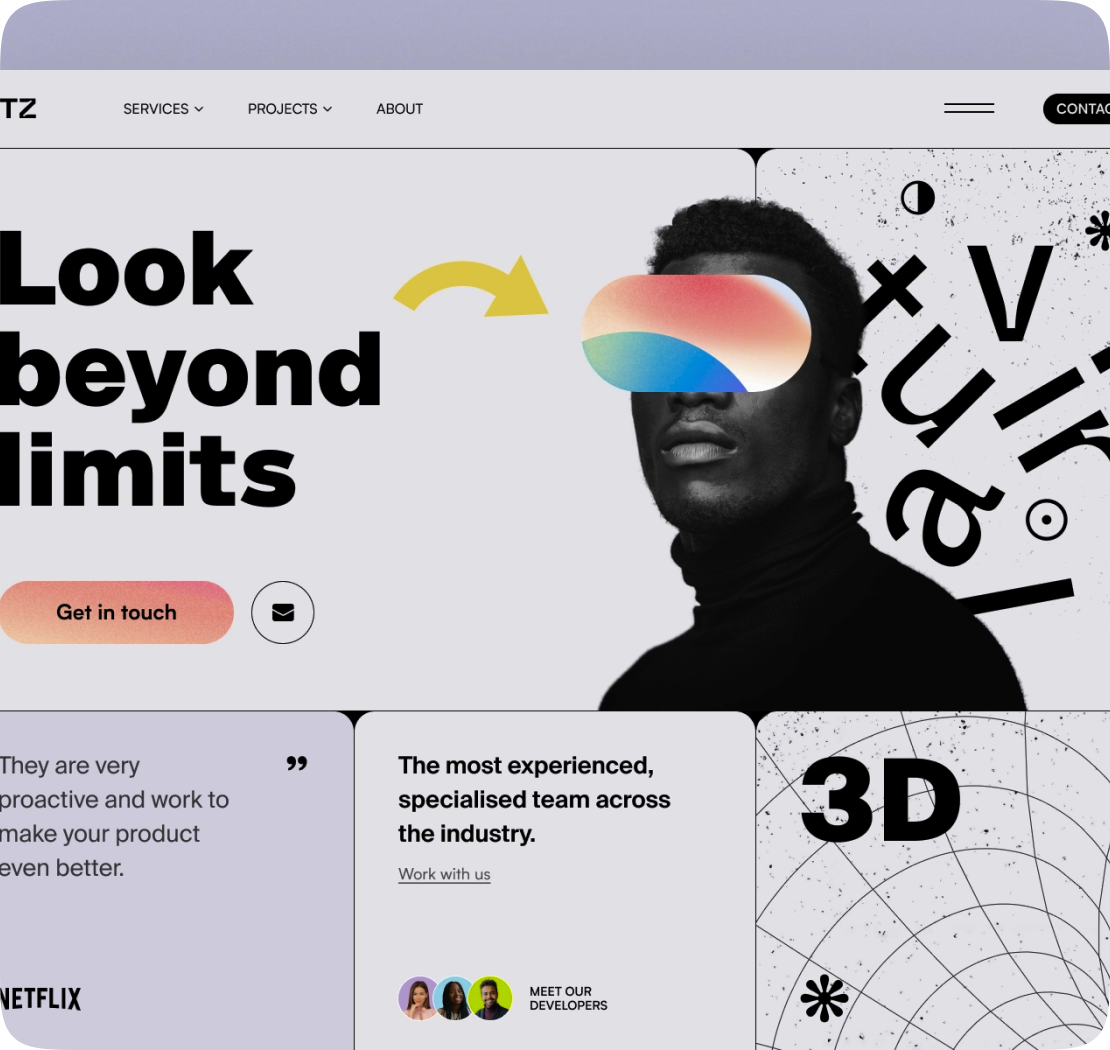 TZ
SERVICES
PROJECTS
ABOUT
CONTAC
Look
beyond
limits
Virtual
Get in touch
They are very
proactive and work to
make your product
even better.
”
NETFLIX
The most experienced,
specialised team across
the industry.
Work with us
MEET OUR
DEVELOPERS
3D